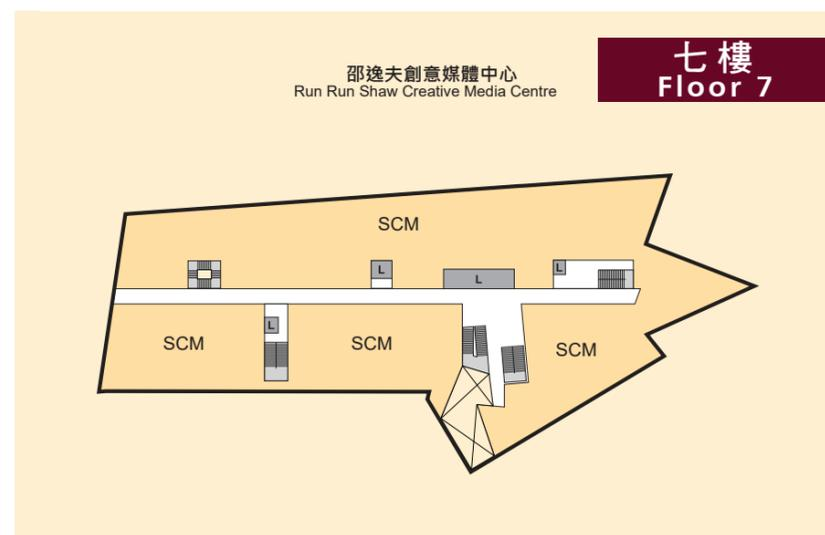 七樓
Floor 7
邵逸夫創意媒體中心
Run Run Shaw Creative Media Centre
SCM
L
L
L
L
SCM
SCM
SCM